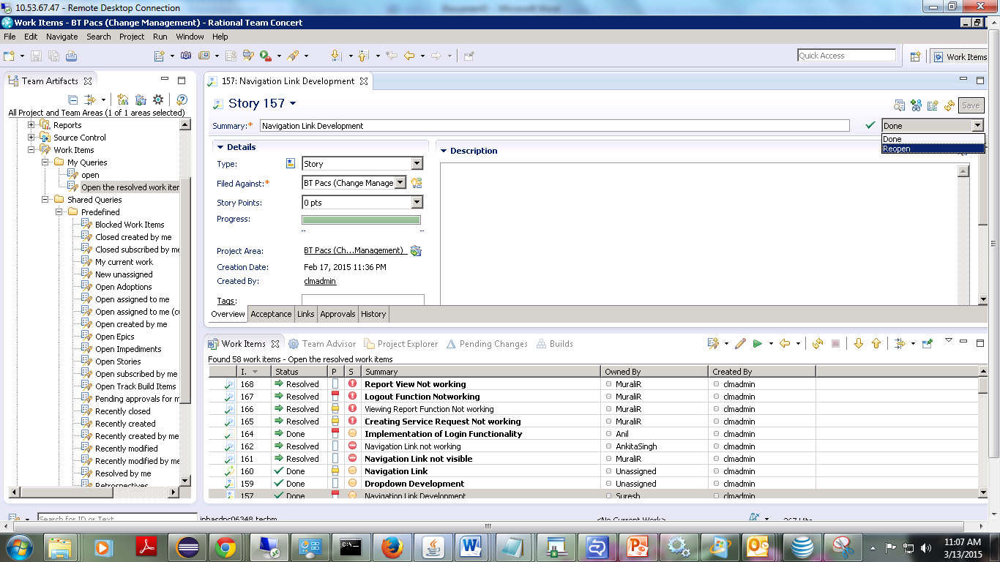 10.53.67.47 - Remote Desktop Connection
Work Items - BT Pacs (Change Management) - Rational Team Concert
File Edit Navigate Search Project Run Window Help
Quick Access
Work Items
Team Artifacts
All Project and Team Areas (1 of 1 areas selected)
Reports
Source Control
Work Items
My Queries
open
Open the resolved work iter
Shared Queries
Predefined
Blocked Work Items
Closed created by me
Closed subscribed by me
My current work
New unassigned
Open Adoptions
Open assigned to me
Open assigned to me (cu
Open created by me
Open Epics
Open Impediments
Open Stories
Open subscribed by me
Open Track Build Items
Pending approvals for m
Recently closed
Recently created
Recently created by me
Recently modified
Recently modified by me
Resolved by me
Retrospectives
157: Navigation Link Development
Story 157
Save
Summary:* Navigation Link Development
Done
Done
Reopen
Details
Type: Story
Filed Against:* BT Pacs (Change Manage
Story Points: 0 pts
Progress:
-- --
Project Area: BT Pacs (Ch...Management)
Creation Date: Feb 17, 2015 11:36 PM
Created By: clmadmin
Tags:
Description
Overview Acceptance Links Approvals History
Work Items Team Advisor Project Explorer Pending Changes Builds
Found 58 work items - Open the resolved work items
I. Status P S Summary Owned By Created By
168 Resolved Report View Not working MuraliR clmadmin
167 Resolved Logout Function Notworking MuraliR clmadmin
166 Resolved Viewing Report Function Not working MuraliR clmadmin
165 Resolved Creating Service Request Not working MuraliR clmadmin
164 Done Implementation of Login Functionality Anil clmadmin
162 Resolved Navigation Link not working AnkitaSingh clmadmin
161 Resolved Navigation Link not visible MuraliR clmadmin
160 Done Navigation Link Unassigned clmadmin
159 Done Dropdown Development Unassigned clmadmin
157 Done Navigation Link Development Suresh clmadmin
Search for ID or Text
<No Current Work>
11:07 AM
3/13/2015